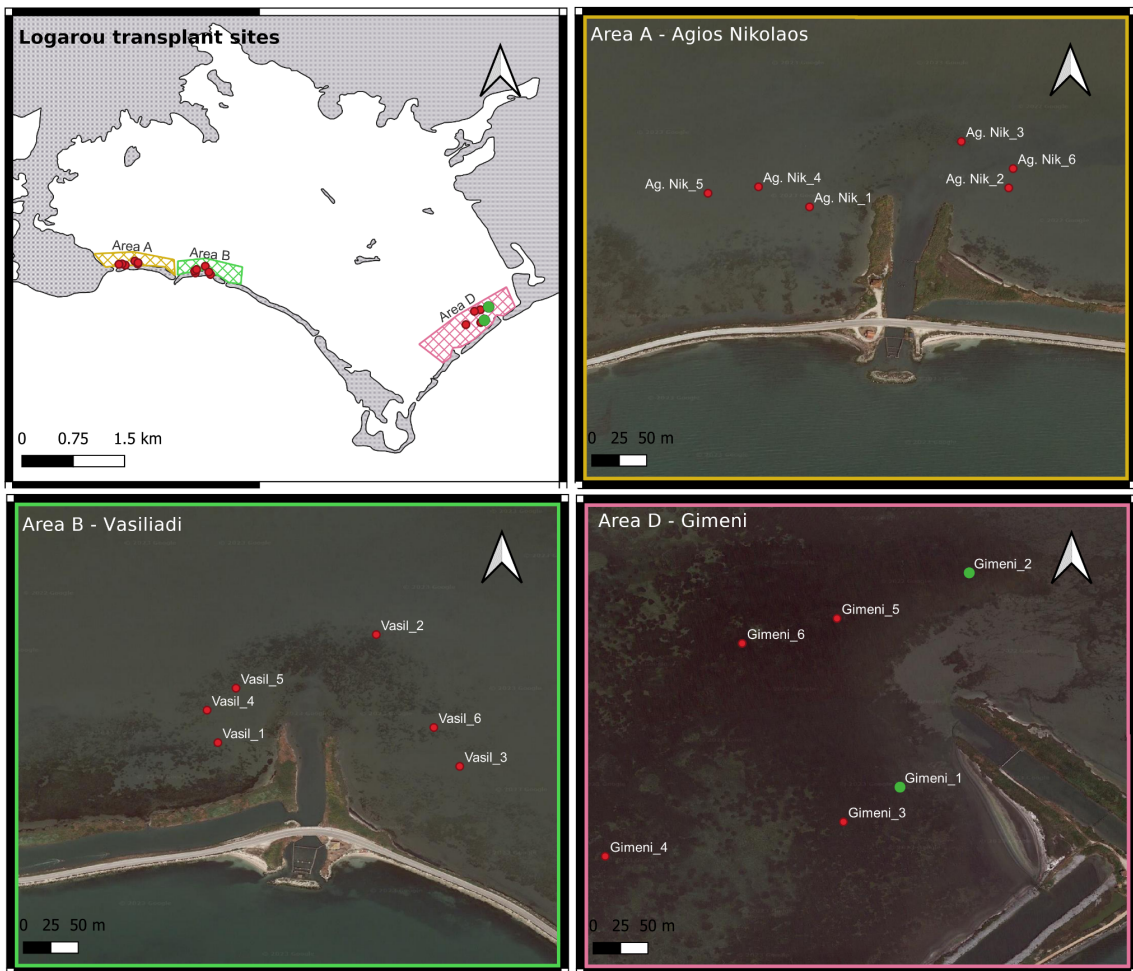 Logarou transplant sites
Area A
Area B
Area D
0 0.75 1.5 km
Area A - Agios Nikolaos
Ag. Nik_3
Ag. Nik_6
Ag. Nik_5
Ag. Nik_4
Ag. Nik_2
Ag. Nik_1
0 25 50 m
Area B - Vasiliadi
Vasil_2
Vasil_5
Vasil_4
Vasil_6
Vasil_1
Vasil_3
0 25 50 m
Area D - Gimeni
Gimeni_2
Gimeni_5
Gimeni_6
Gimeni_1
Gimeni_3
Gimeni_4
0 25 50 m